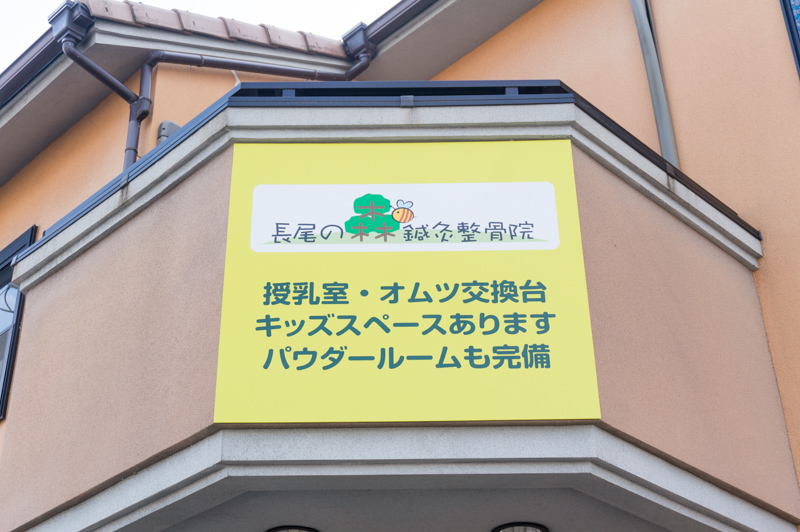 長尾の森鍼灸整骨院
授乳室・オムツ交換台
キッズスペースあります
パウダールームも完備